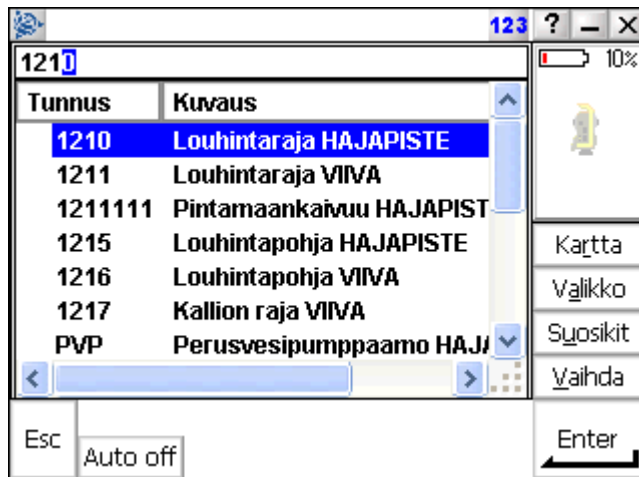 123 ? – X
1210
10%
Tunnus Kuvaus
1210 Louhintaraja HAJAPISTE
1211 Louhintaraja VIIVA
1211111 Pintamaankaivuu HAJAPIST
1215 Louhintapohja HAJAPISTE
1216 Louhintapohja VIIVA
1217 Kallion raja VIIVA
PVP Perusvesipumppaamo HAJA
Kartta
Valikko
Suosikit
Vaihda
Esc
Auto off
Enter